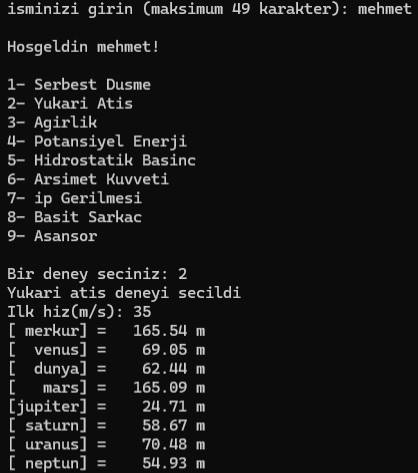 isminizi girin (maksimum 49 karakter): mehmet
Hosgeldin mehmet!
1- Serbest Dusme
2- Yukari Atis
3- Agirlik
4- Potansiyel Enerji
5- Hidrostatik Basinc
6- Arsimet Kuvveti
7- ip Gerilmesi
8- Basit Sarkac
9- Asansor
Bir deney seciniz: 2
Yukari atis deneyi secildi
Ilk hiz(m/s): 35
[ merkur] =   165.54 m
[  venus] =    69.05 m
[  dunya] =    62.44 m
[   mars] =   165.09 m
[jupiter] =    24.71 m
[ saturn] =    58.67 m
[ uranus] =    70.48 m
[ neptun] =    54.93 m